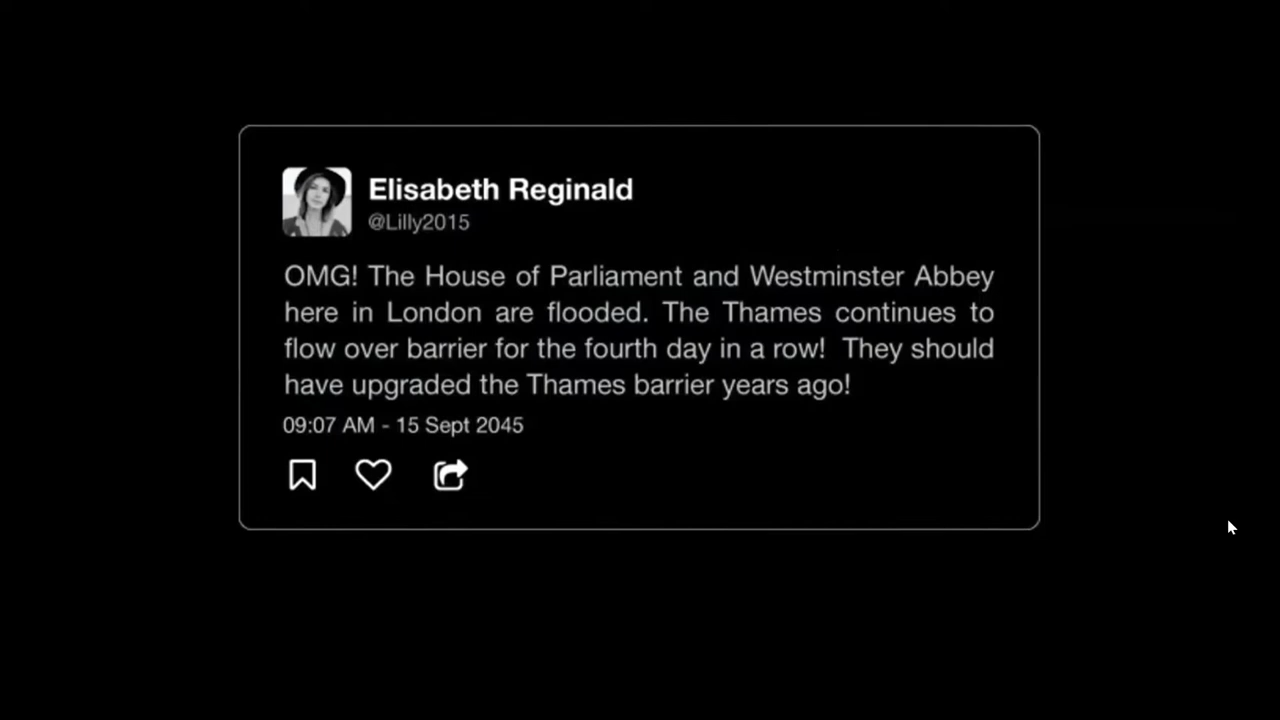 Elisabeth Reginald
@Lilly2015
OMG! The House of Parliament and Westminster Abbey
here in London are flooded. The Thames continues to
flow over barrier for the fourth day in a row!  They should
have upgraded the Thames barrier years ago!
09:07 AM - 15 Sept 2045